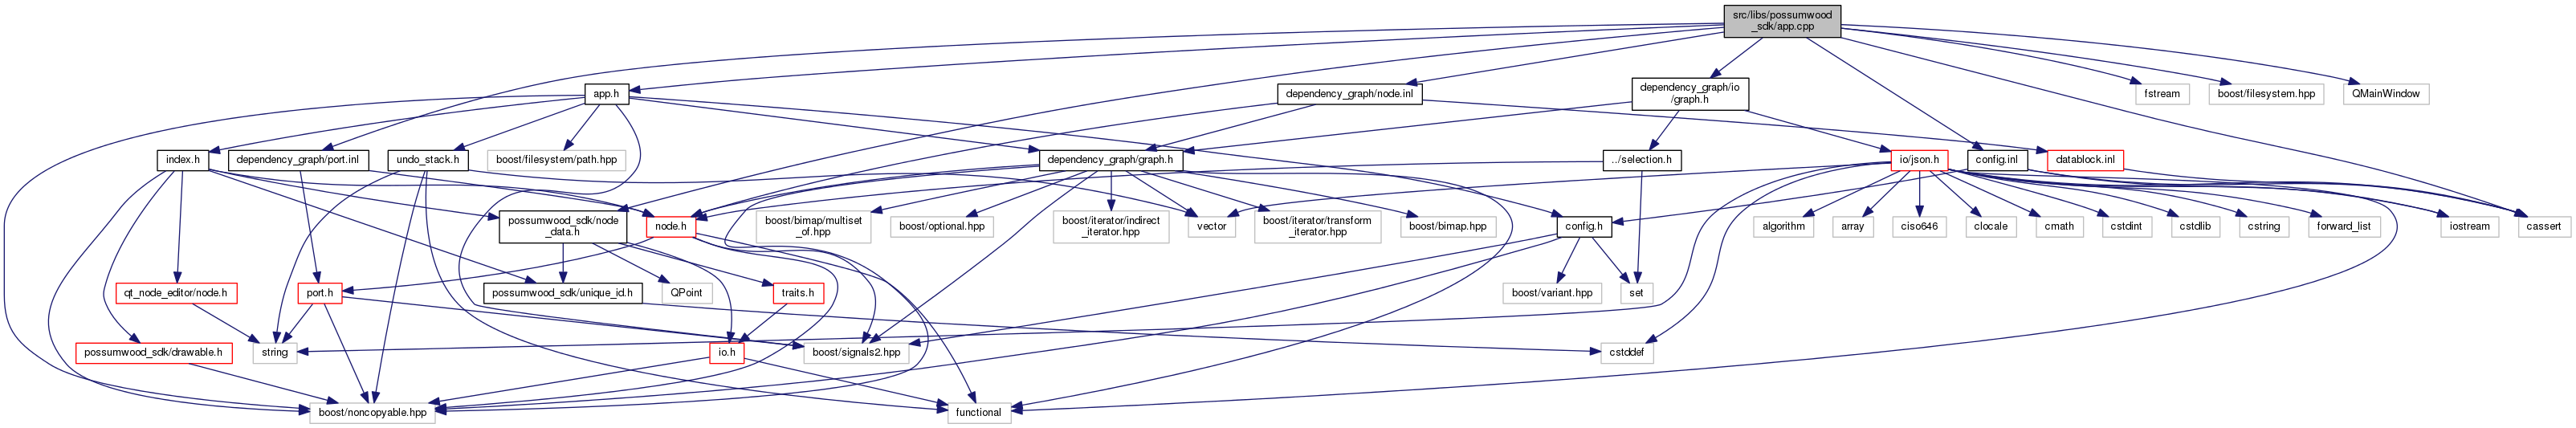 src/libs/possumwood
_sdk/app.cpp
app.h
dependency_graph/node.inl
dependency_graph/io
/graph.h
fstream
boost/filesystem.hpp
QMainWindow
index.h
dependency_graph/port.inl
undo_stack.h
boost/filesystem/path.hpp
dependency_graph/graph.h
../selection.h
io/json.h
config.inl
datablock.inl
possumwood_sdk/node
_data.h
node.h
boost/bimap/multiset
_of.hpp
boost/optional.hpp
boost/iterator/indirect
_iterator.hpp
vector
boost/iterator/transform
_iterator.hpp
boost/bimap.hpp
config.h
algorithm
array
ciso646
clocale
cmath
cstdint
cstdlib
cstring
forward_list
iostream
cassert
qt_node_editor/node.h
port.h
possumwood_sdk/unique_id.h
QPoint
traits.h
boost/variant.hpp
set
possumwood_sdk/drawable.h
string
io.h
boost/signals2.hpp
cstddef
boost/noncopyable.hpp
functional